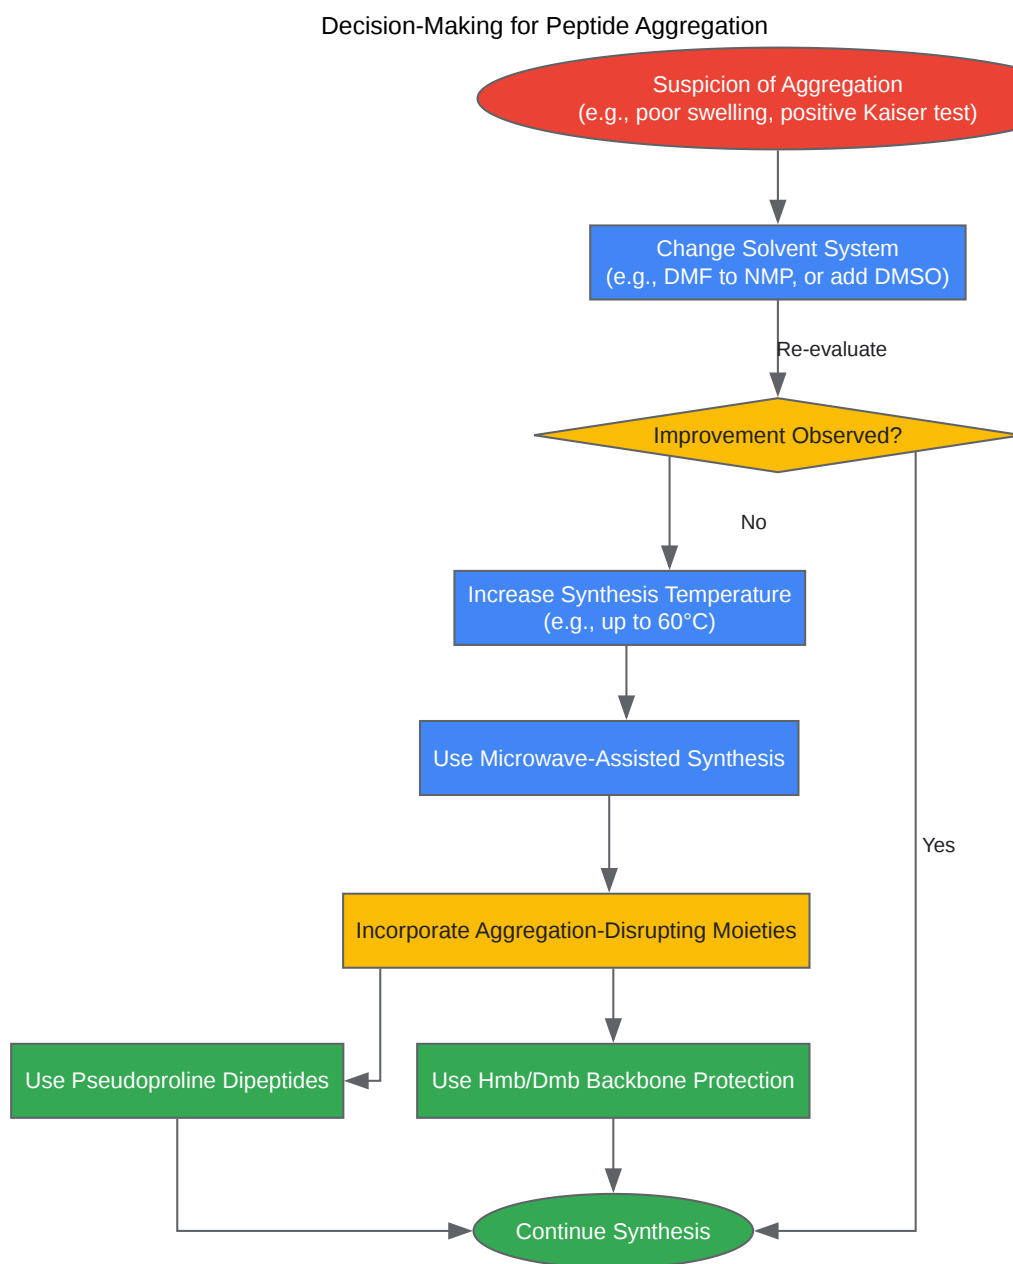 Decision-Making for Peptide Aggregation
Suspicion of Aggregation
(e.g., poor swelling, positive Kaiser test)
Change Solvent System
(e.g., DMF to NMP, or add DMSO)
Re-evaluate
Improvement Observed?
No
Increase Synthesis Temperature
(e.g., up to 60°C)
Use Microwave-Assisted Synthesis
Yes
Incorporate Aggregation-Disrupting Moieties
Use Pseudoproline Dipeptides
Use Hmb/Dmb Backbone Protection
Continue Synthesis